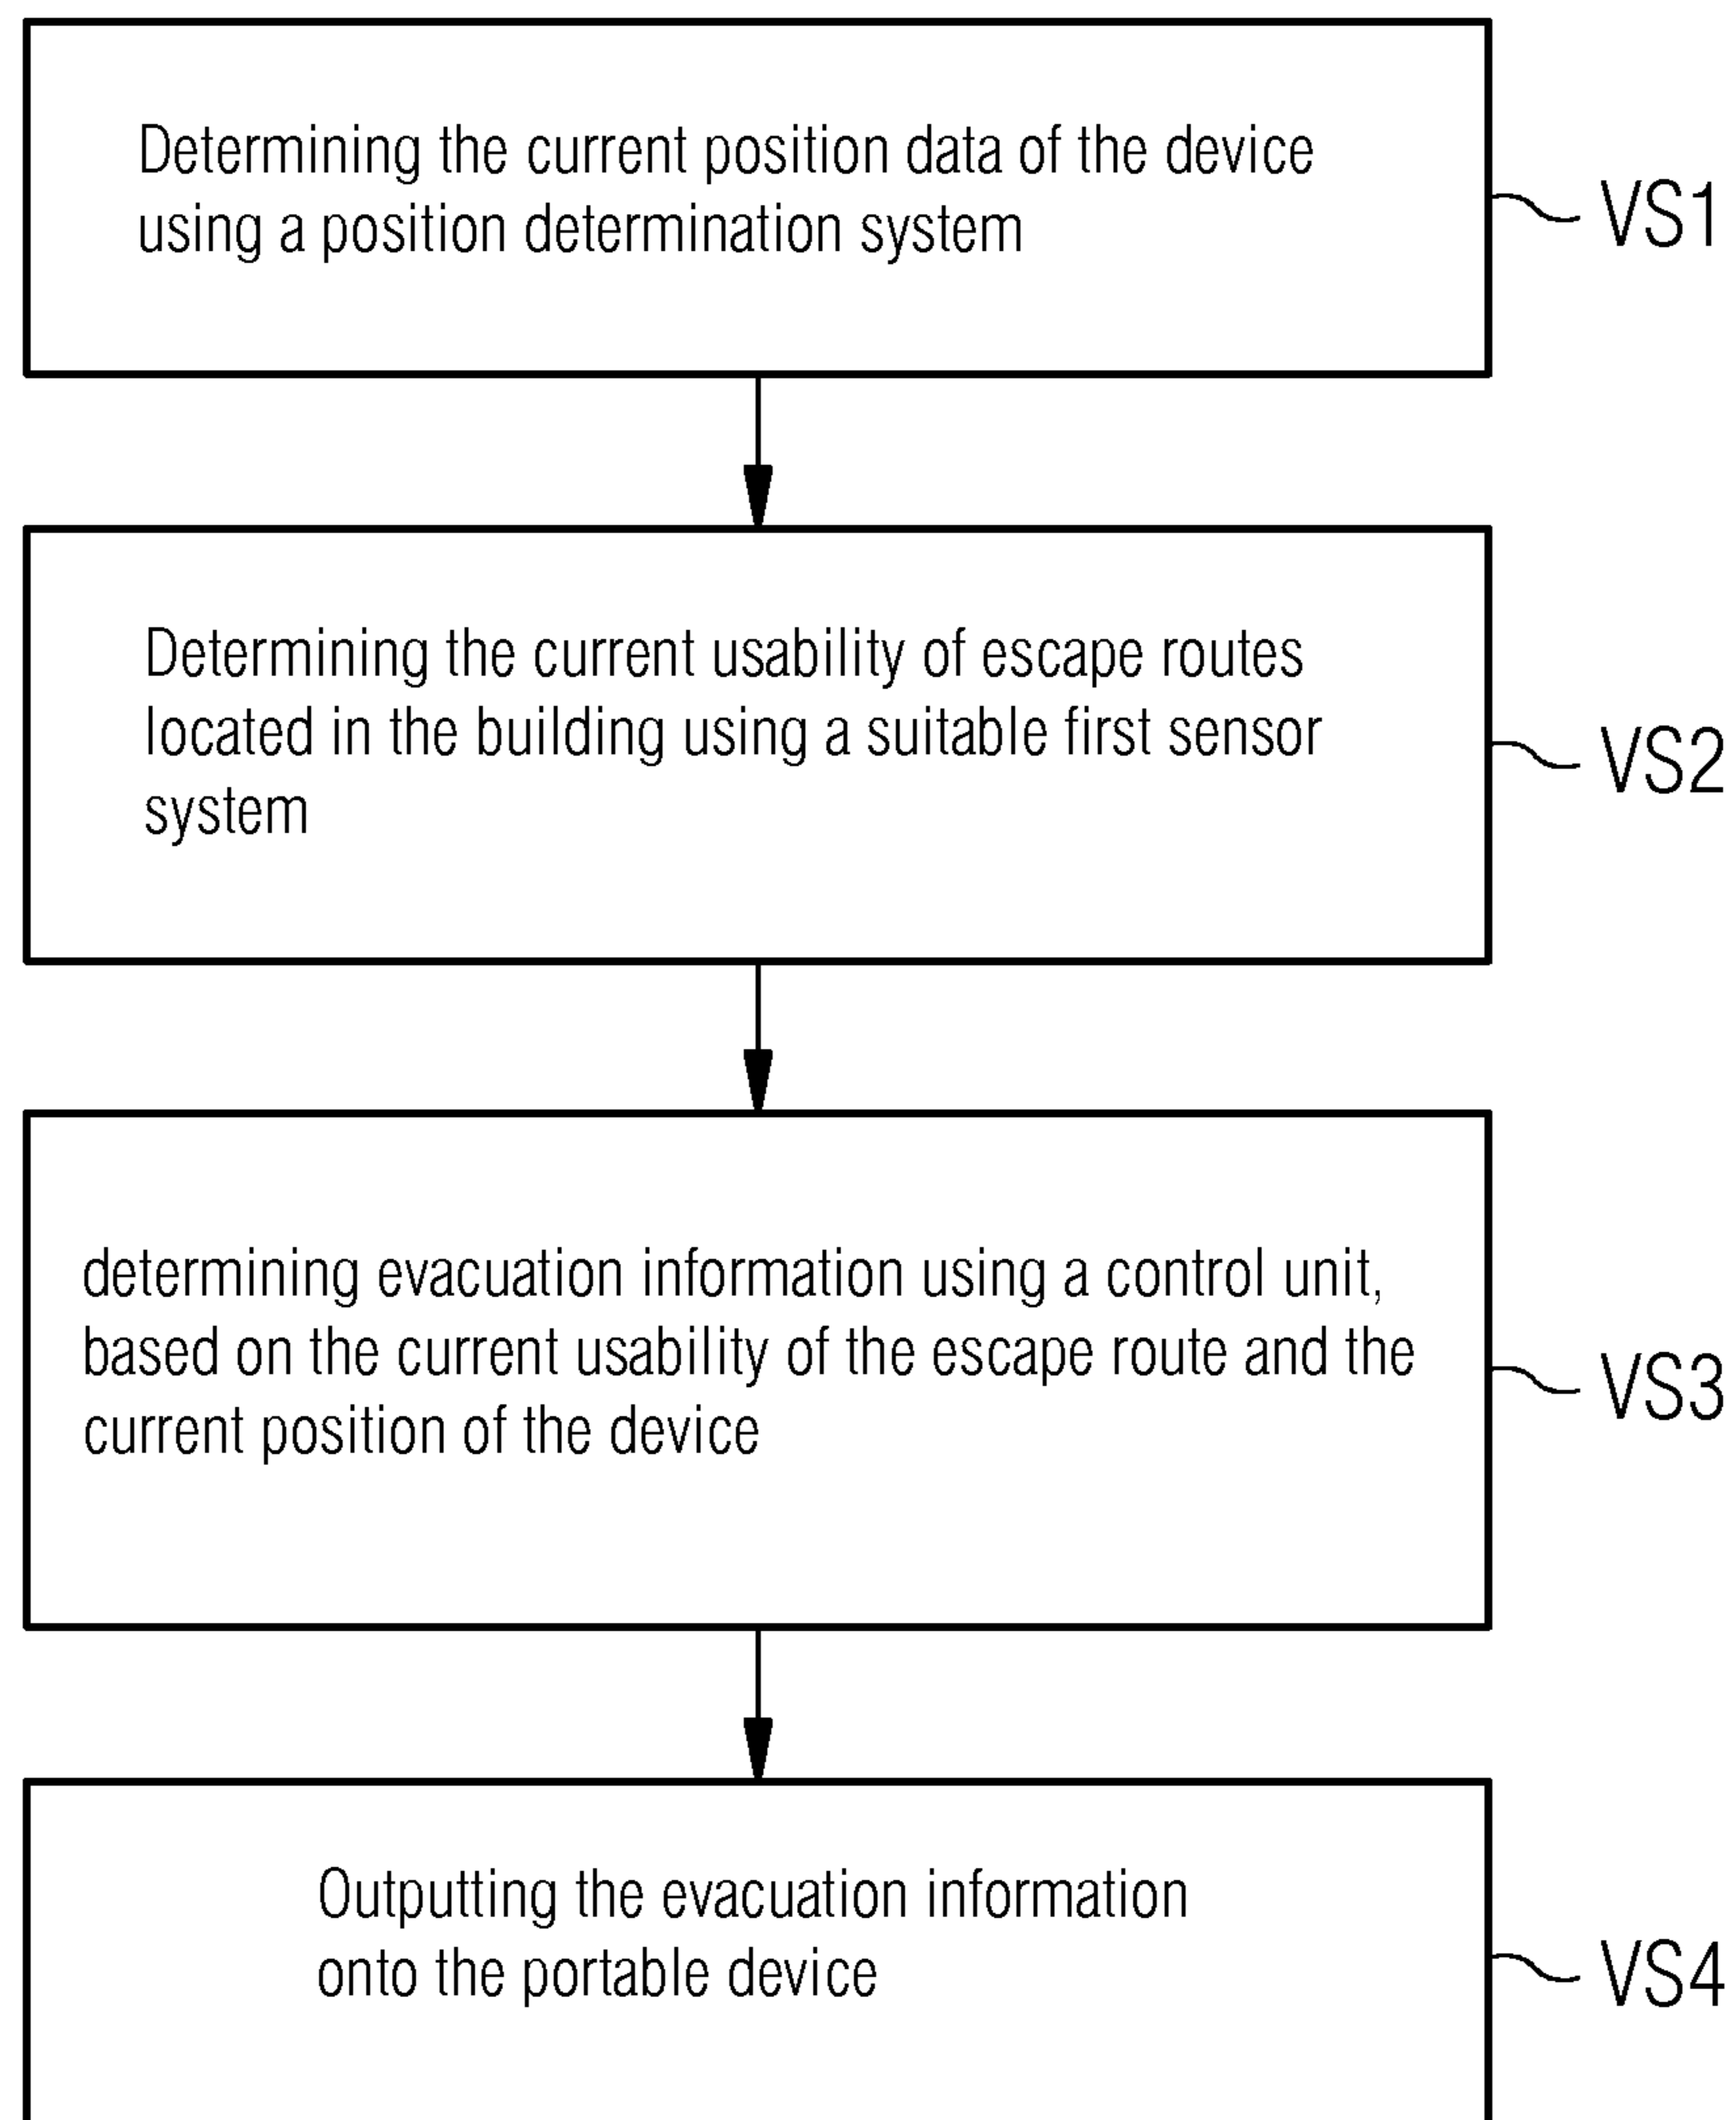 Determining the current position data of the device
using a position determination system
VS1
Determining the current usability of escape routes
located in the building using a suitable first sensor
system
VS2
determining evacuation information using a control unit,
based on the current usability of the escape route and the
current position of the device
VS3
Outputting the evacuation information
onto the portable device
VS4